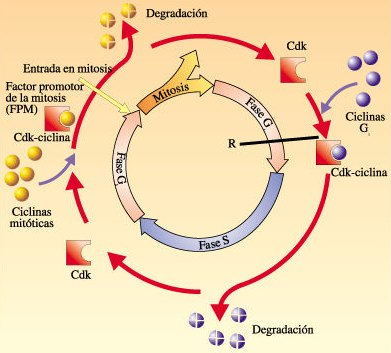 Degradación
Entrada en mitosis
Factor promotor
de la mitosis
(FPM)
Cdk-ciclina
Ciclinas
mitóticas
Cdk
Mitosis
Fase G
Cdk
Ciclinas
G
R
Cdk-ciclina
Fase G
Fase S
Degradación